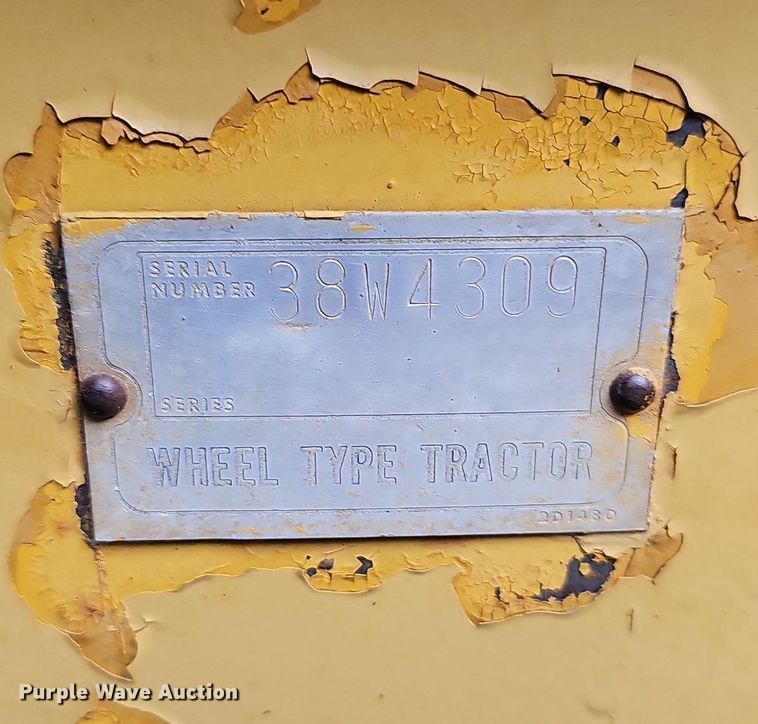 SERIAL
NUMBER 38W4309
SERIES
WHEEL TYPE TRACTOR
2D1430
Purple Wave Auction